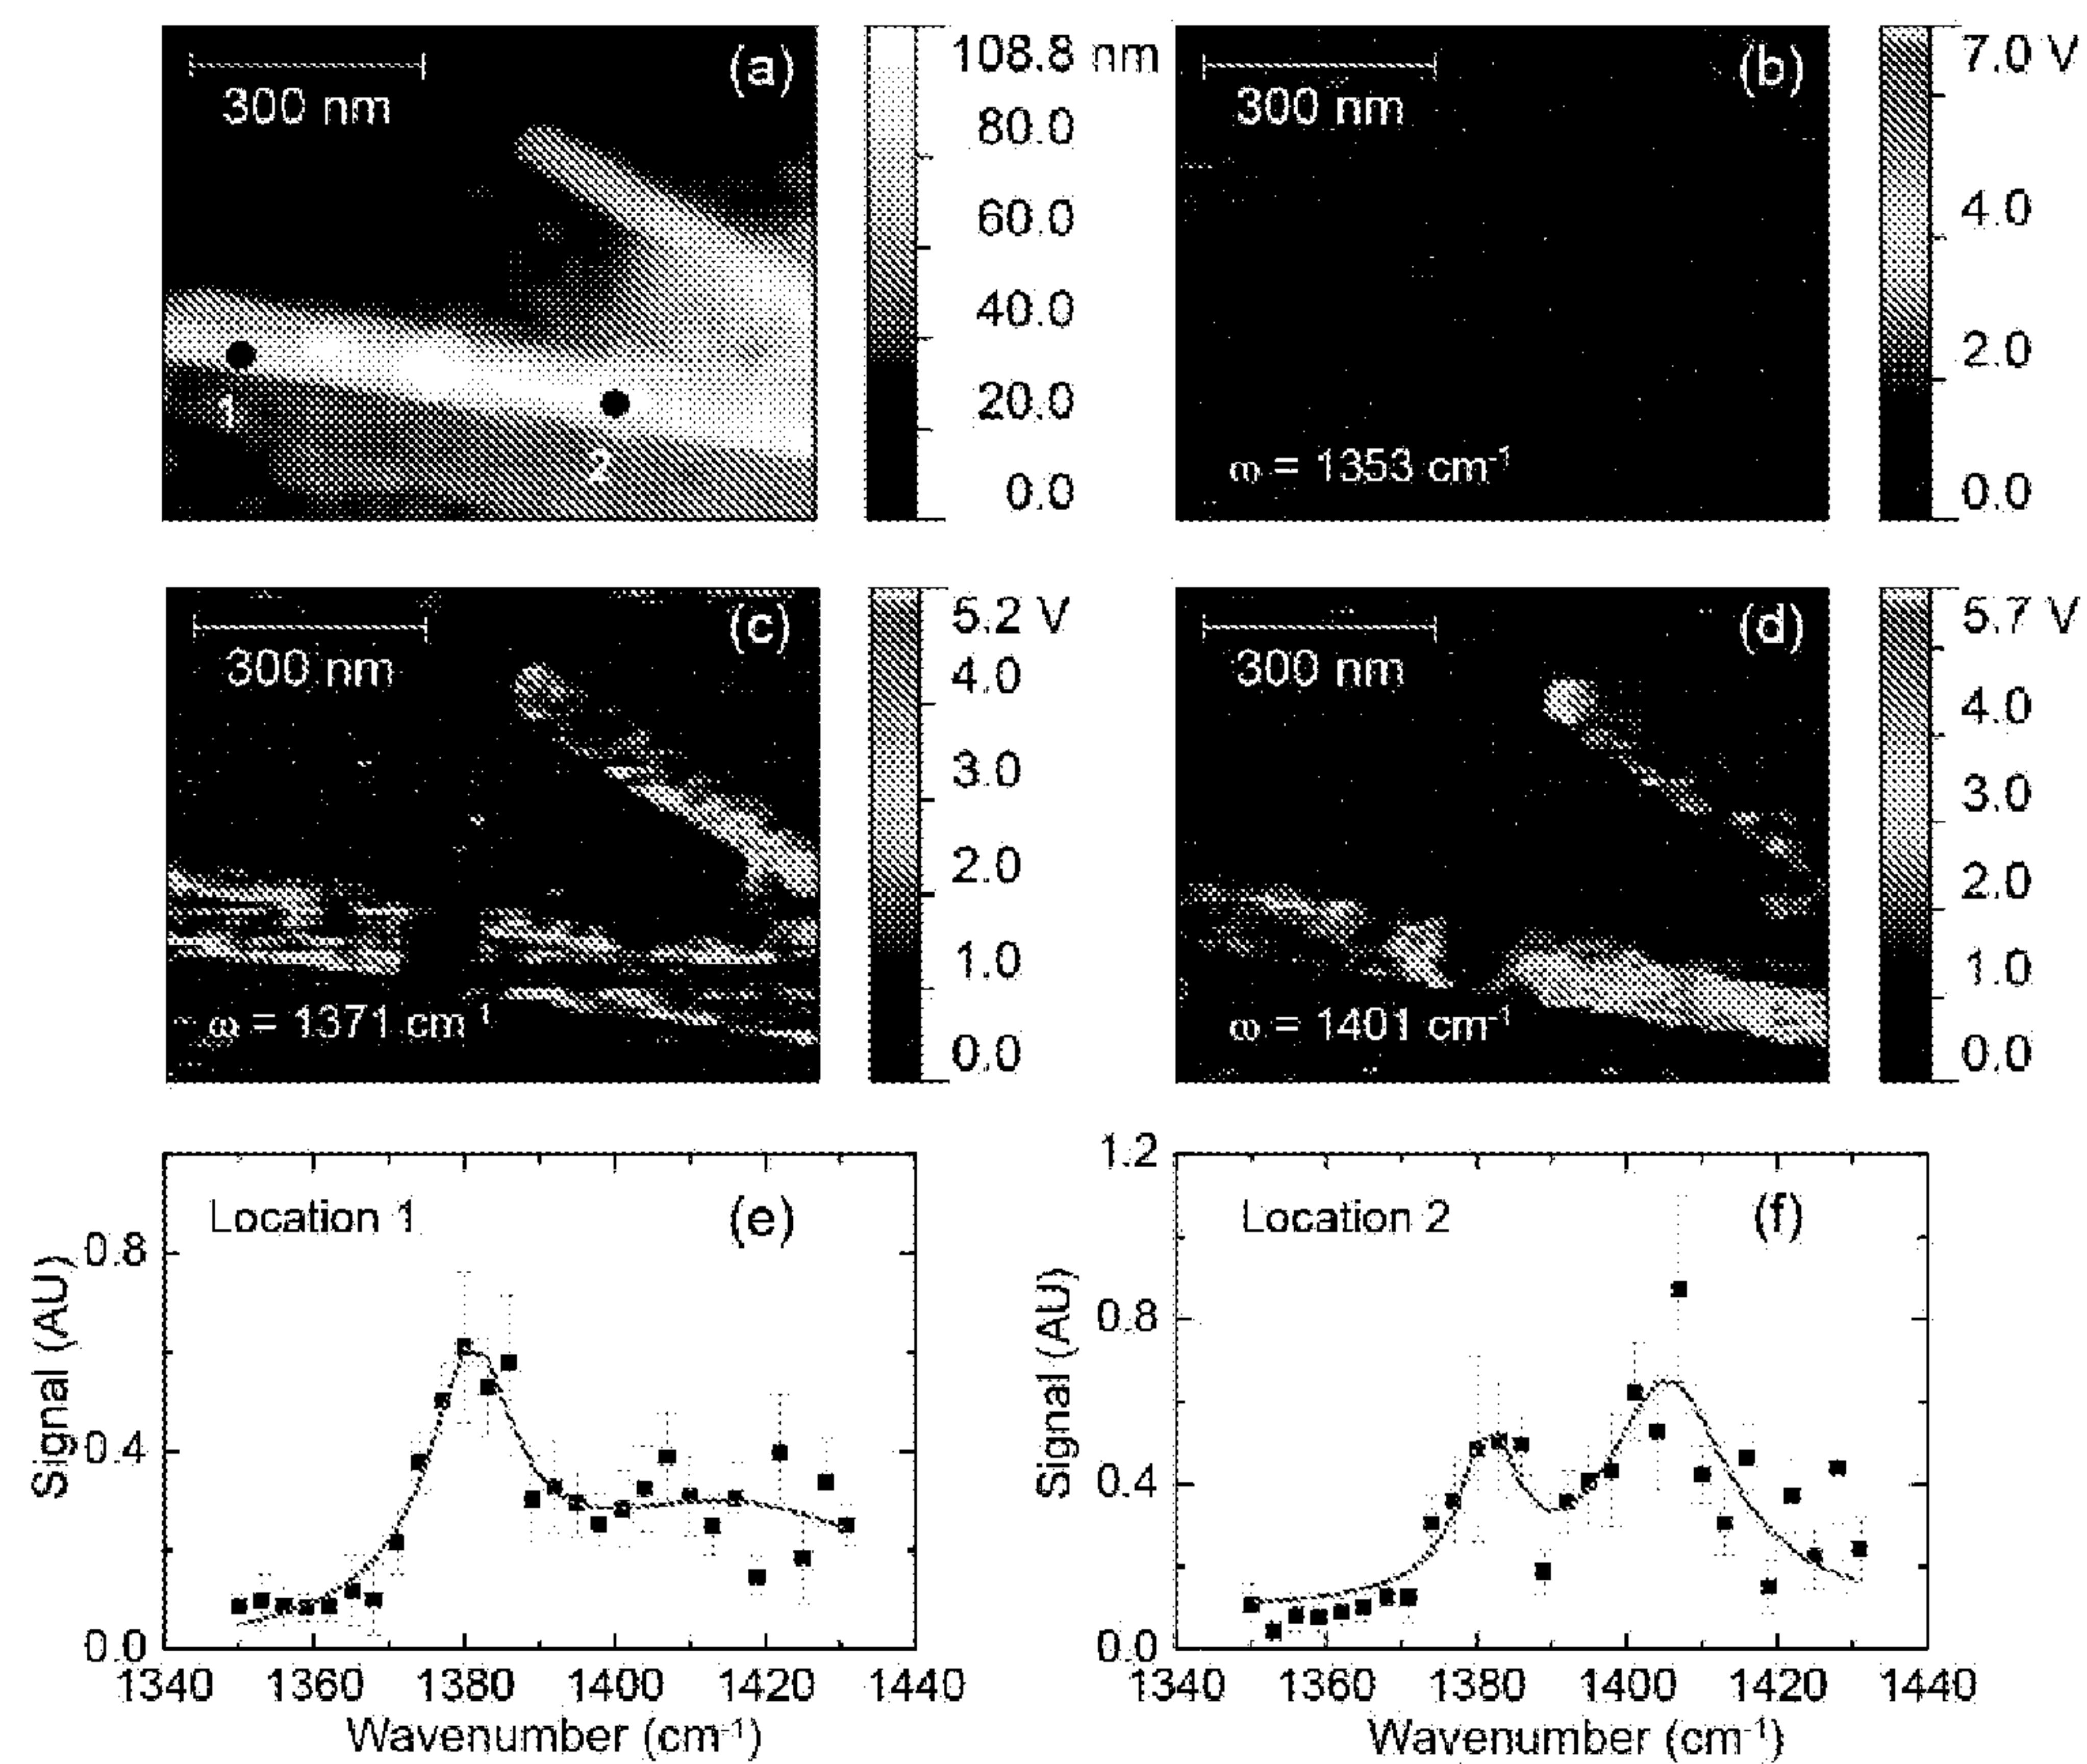 300 nm
(a)
1
2
108.8 nm
80.0
60.0
40.0
20.0
0.0
300 nm
(b)
ω = 1353 cm-1
7.0 V
4.0
2.0
0.0
300 nm
(c)
ω = 1371 cm-1
5.2 V
4.0
3.0
2.0
1.0
0.0
300 nm
(d)
ω = 1401 cm-1
5.7 V
4.0
3.0
2.0
1.0
0.0
Location 1
(e)
Signal (AU)
0.8
0.4
0.0
1340 1360 1380 1400 1420 1440
Wavenumber (cm-1)
Location 2
(f)
Signal (AU)
1.2
0.8
0.4
0.0
1340 1360 1380 1400 1420 1440
Wavenumber (cm-1)